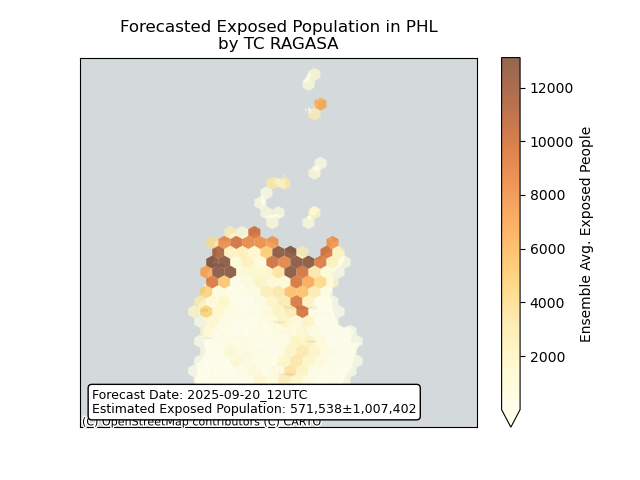 Forecasted Exposed Population in PHL
by TC RAGASA
12000
10000
8000
6000
4000
2000
Ensemble Avg. Exposed People
Forecast Date: 2025-09-20_12UTC
Estimated Exposed Population: 571,538±1,007,402
(C) OpenStreetMap contributors (C) CARTO